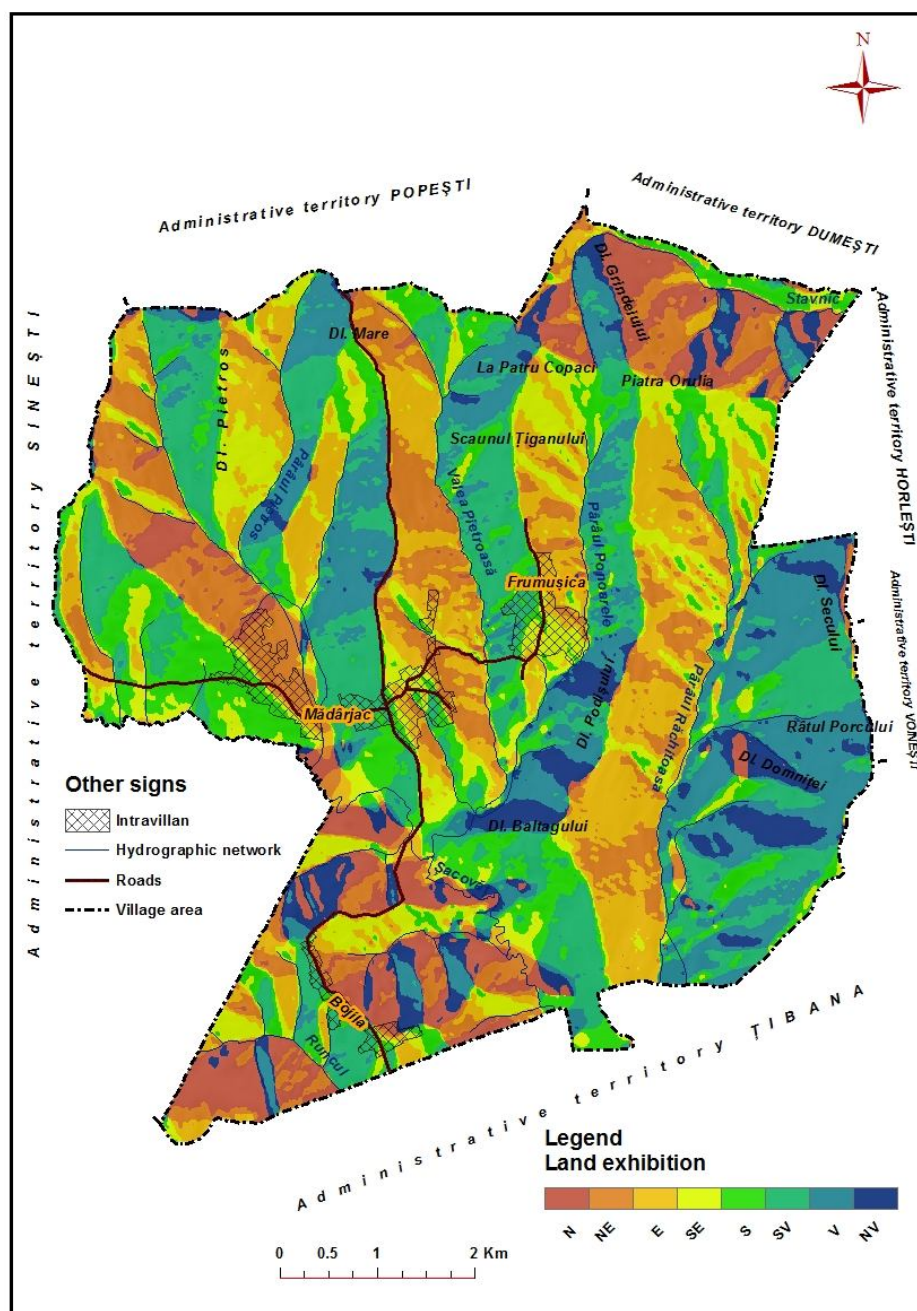 N
Administrative territory POPEŞTI
Administrative territory DUMEŞTI
Administrative territory SINEŞTI
Administrative territory HORLEŞTI
Administrative territory VOINEŞTI
Administrative territory ŢIBANA
Dl. Grindeiului
Stavnic
Dl. Mare
Dl. Pietros
La Patru Copaci
Piatra Orulia
Scaunul Ţiganului
Pârâul Pietros
Valea Pietroasă
Pârâul Ponoarele
Frumuşica
Dl. Secului
Dl. Podişului
Pârâul Răchitoasa
Mădârjac
Râtul Porcului
Dl. Domniţei
Dl. Baltagului
Şacovăţ
Bojila
Runcul
Other signs
Intravillan
Hydrographic network
Roads
Village area
Legend
Land exhibition
N NE E SE S SV V NV
0 0.5 1 2 Km